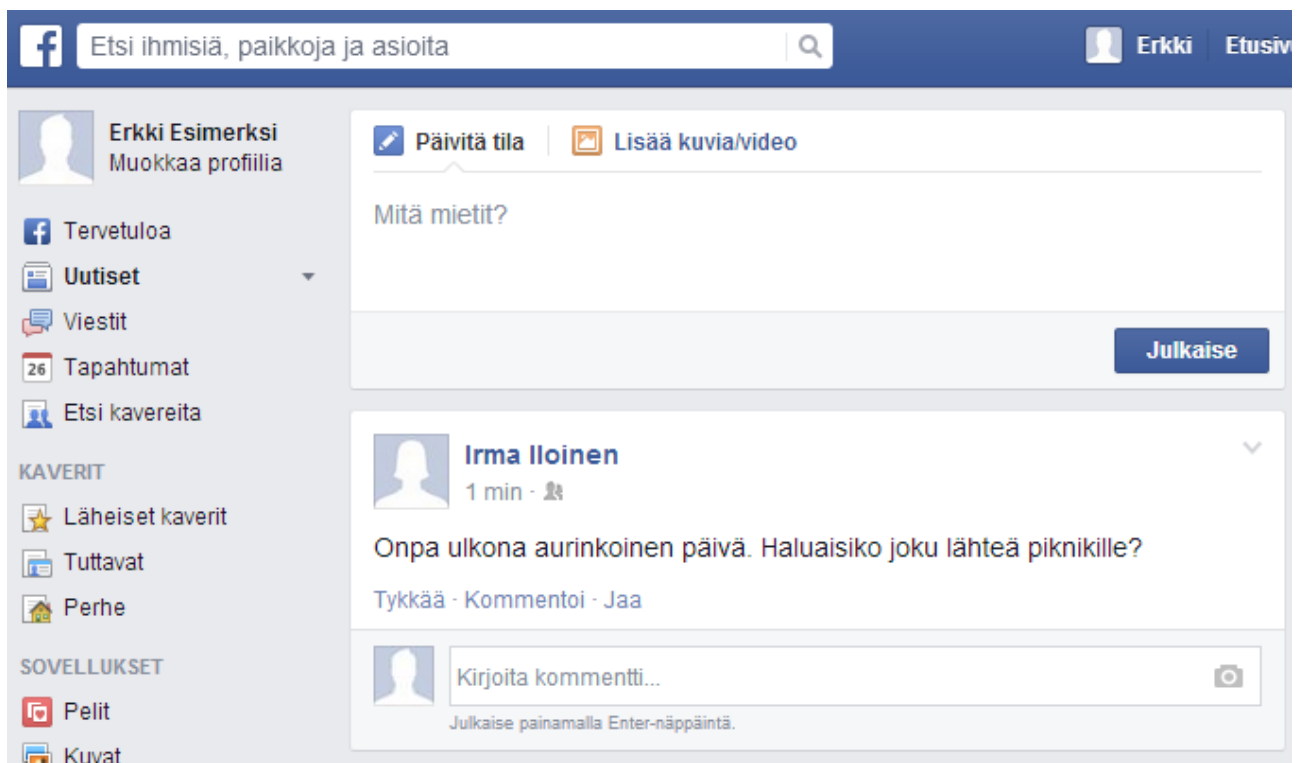 f Etsi ihmisiä, paikkoja ja asioita Erkki Etusiv
Erkki Esimerksi
Muokkaa profiilia
Tervetuloa
Uutiset
Viestit
26 Tapahtumat
Etsi kavereita
KAVERIT
Läheiset kaverit
Tuttavat
Perhe
SOVELLUKSET
Pelit
Kuvat
Päivitä tila Lisää kuvia/video
Mitä mietit?
Julkaise
Irma Iloinen
1 min ·
Onpa ulkona aurinkoinen päivä. Haluaisiko joku lähteä piknikille?
Tykkää · Kommentoi · Jaa
Kirjoita kommentti...
Julkaise painamalla Enter-näppäintä.